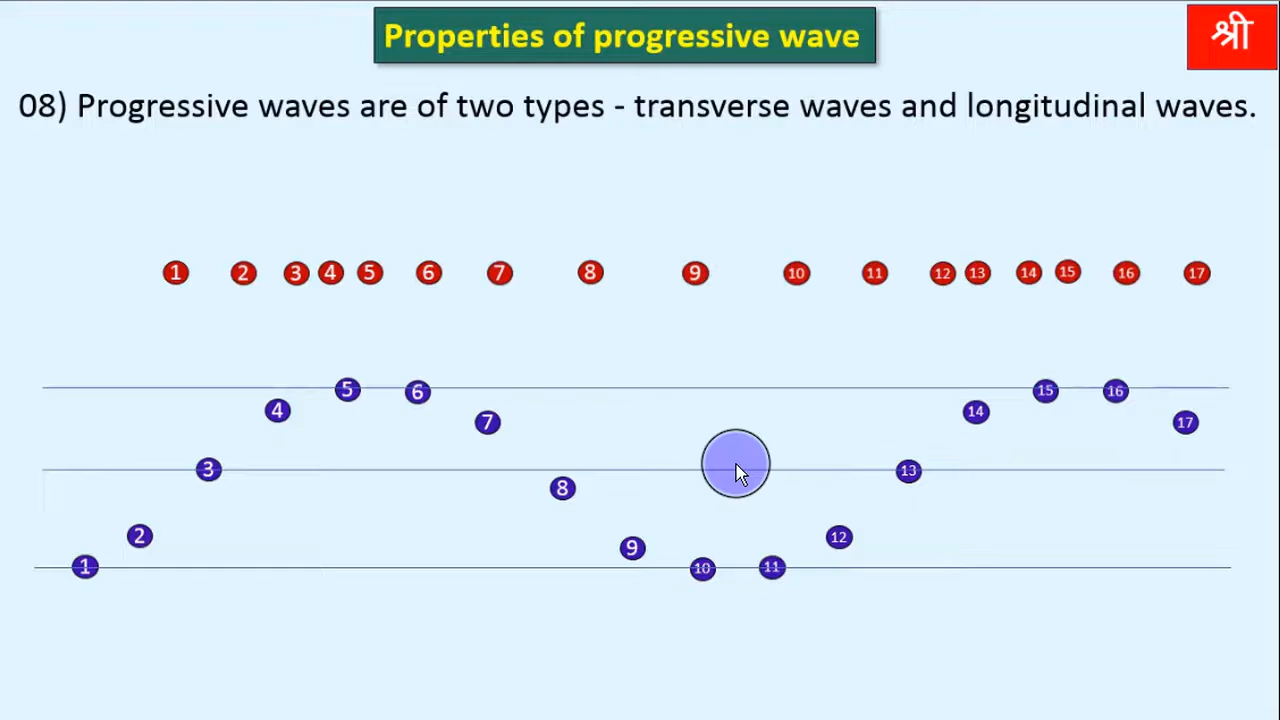 Properties of progressive wave
श्री
08) Progressive waves are of two types - transverse waves and longitudinal waves.
1 2 3 4 5 6 7 8 9 10 11 12 13 14 15 16 17
1 2 3 4 5 6 7 8 9 10 11 12 13 14 15 16 17